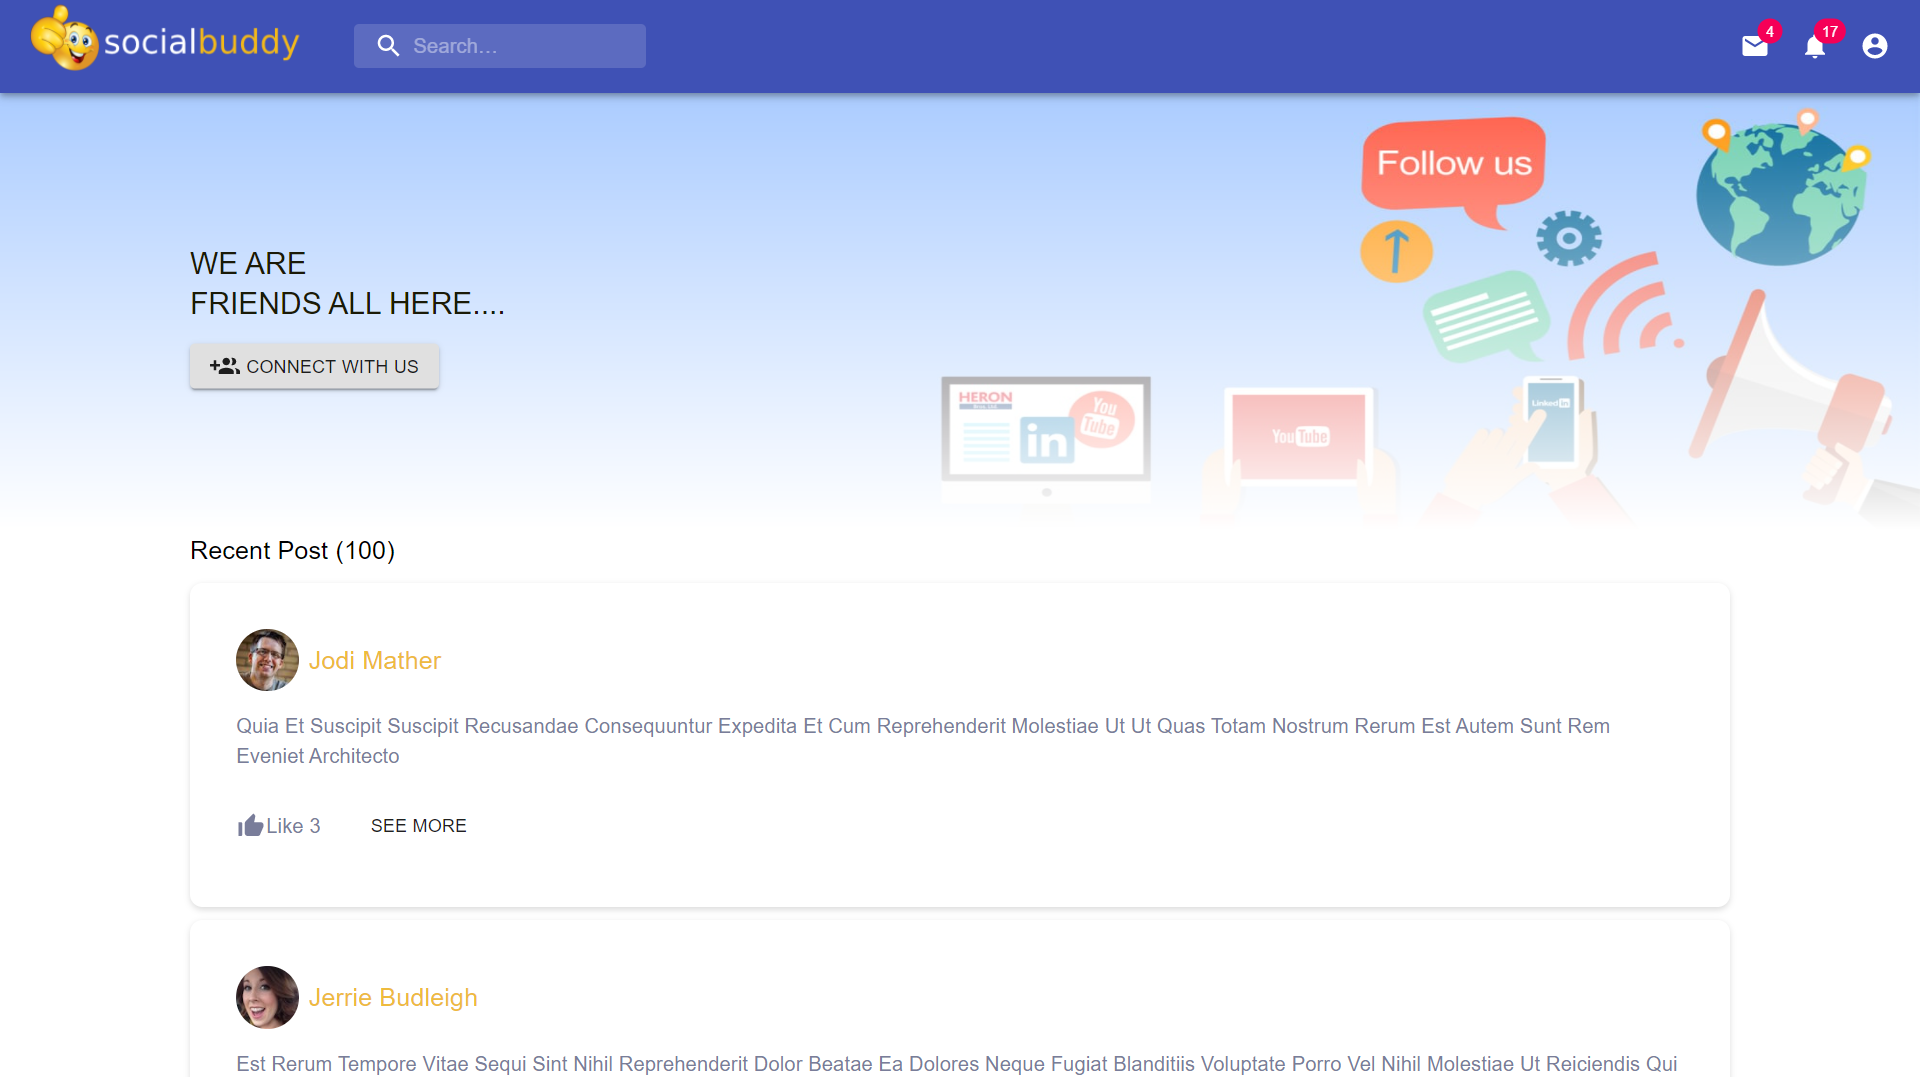 socialbuddy
Search...
4
17
Follow us
WE ARE
FRIENDS ALL HERE....
CONNECT WITH US
HERON
You
Tube
in
You Tube
Linked in
Recent Post (100)
Jodi Mather
Quia Et Suscipit Suscipit Recusandae Consequuntur Expedita Et Cum Reprehenderit Molestiae Ut Ut Quas Totam Nostrum Rerum Est Autem Sunt Rem
Eveniet Architecto
Like 3
SEE MORE
Jerrie Budleigh
Est Rerum Tempore Vitae Sequi Sint Nihil Reprehenderit Dolor Beatae Ea Dolores Neque Fugiat Blanditiis Voluptate Porro Vel Nihil Molestiae Ut Reiciendis Qui